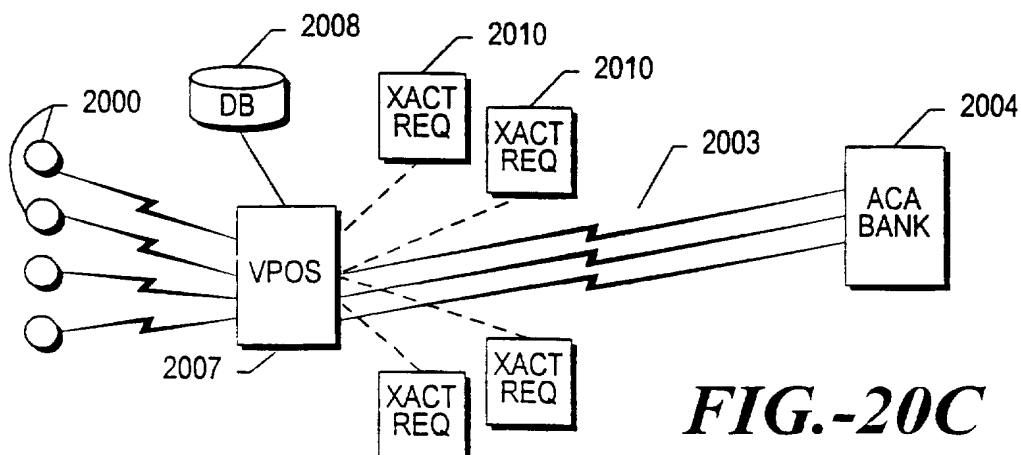 2008
2010
2010
2000
DB
XACT
REQ
XACT
REQ
2003
2004
ACA
BANK
VPOS
2007
XACT
REQ
XACT
REQ
FIG.-20C